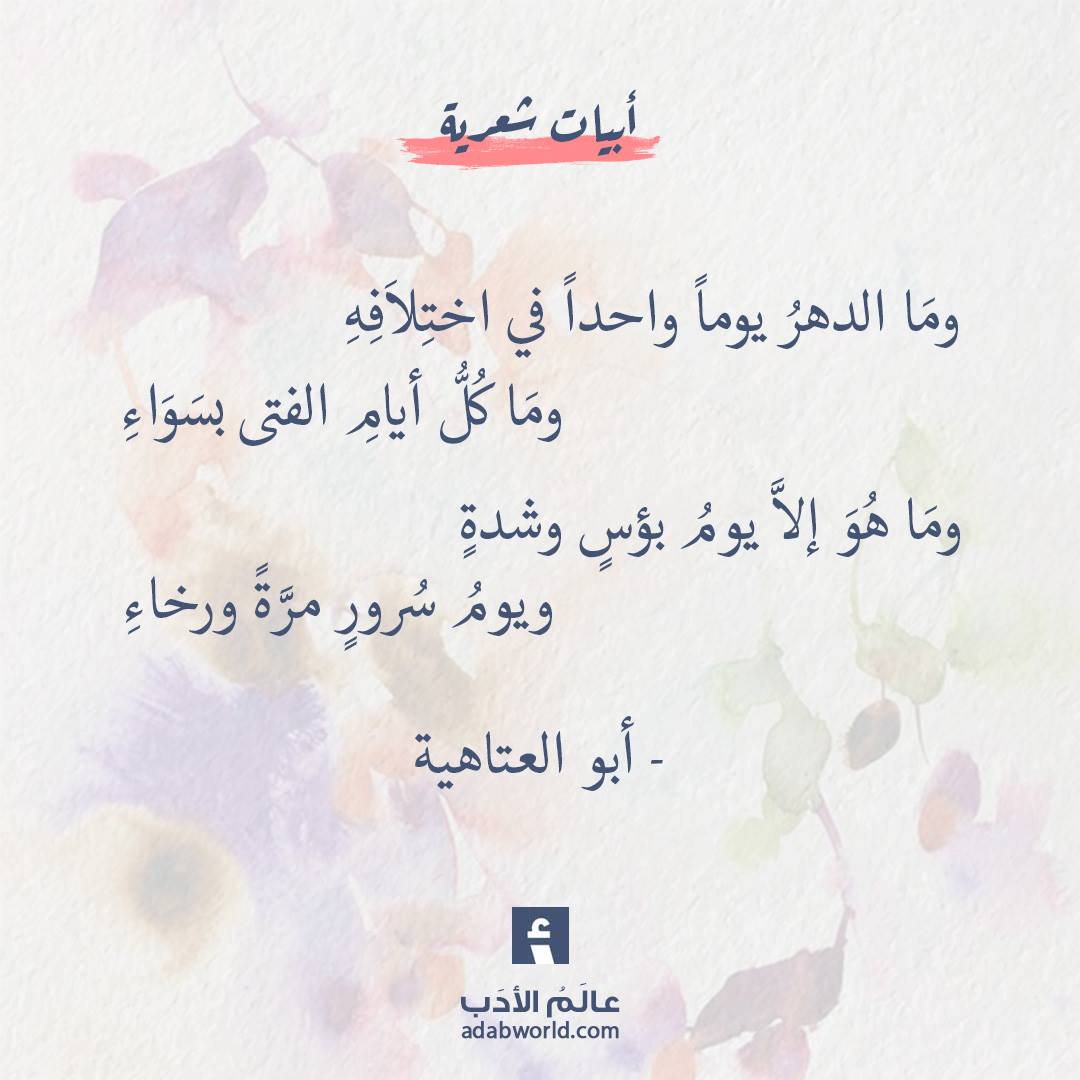 أبيات شعرية
ومَا الدهرُ يوماً واحداً في اختِلاَفِهِ
ومَا كُلُّ أيامِ الفتى بسَوَاءِ
ومَا هُوَ إلاَّ يومُ بؤسٍ وشدةٍ
ويومُ سُرورٍ مرَّةً ورخاءِ
- أبو العتاهية
أ
عالَمُ الأدَب
adabworld.com